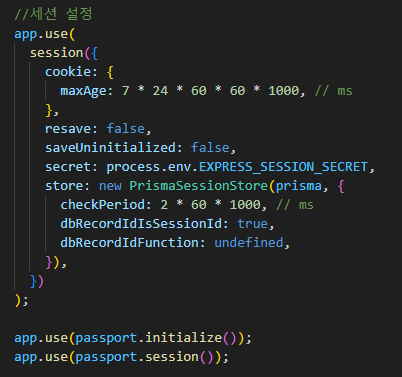 //세션 설정
app.use(
  session({
    cookie: {
      maxAge: 7 * 24 * 60 * 60 * 1000, // ms
    },
    resave: false,
    saveUninitialized: false,
    secret: process.env.EXPRESS_SESSION_SECRET,
    store: new PrismaSessionStore(prisma, {
      checkPeriod: 2 * 60 * 1000, // ms
      dbRecordIdIsSessionId: true,
      dbRecordIdFunction: undefined,
    }),
  })
);

app.use(passport.initialize());
app.use(passport.session());